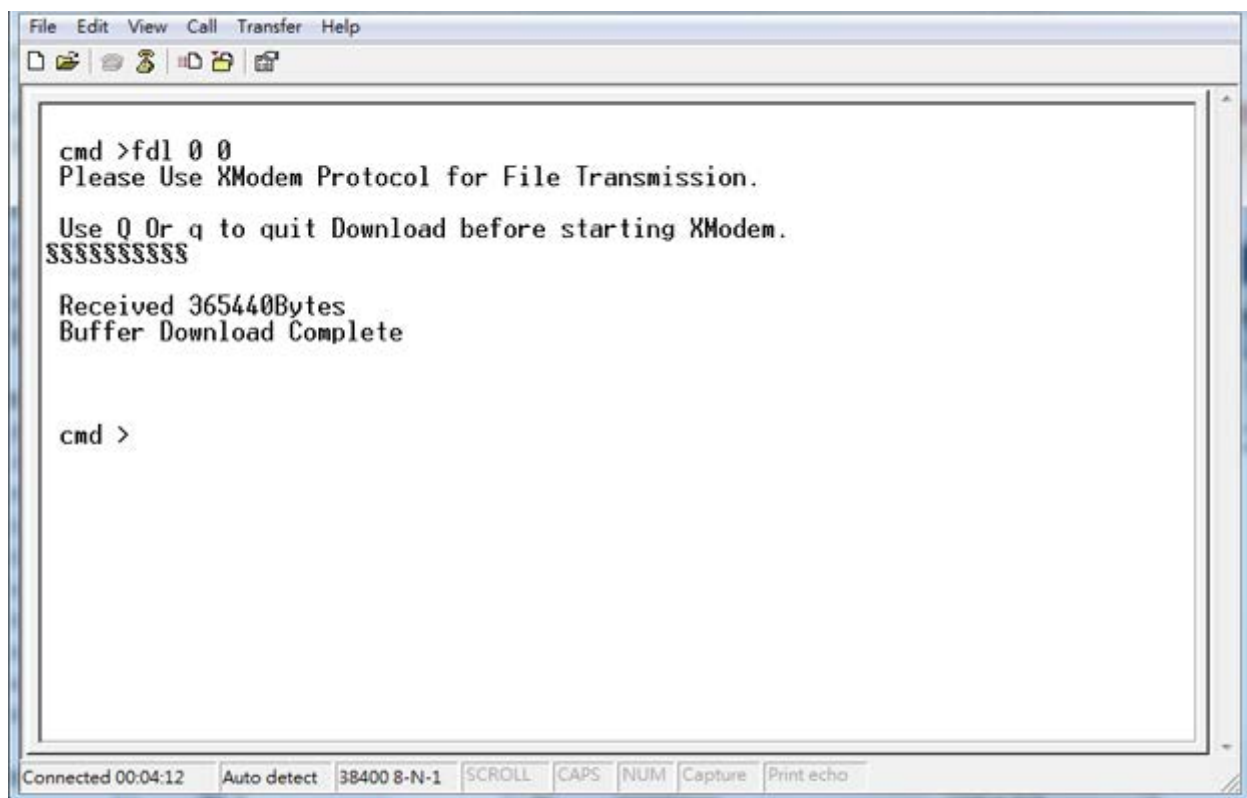 File Edit View Call Transfer Help
cmd >fdl 0 0
Please Use XModem Protocol for File Transmission.
Use Q Or q to quit Download before starting XModem.
§§§§§§§§§§
Received 365440Bytes
Buffer Download Complete
cmd >
Connected 00:04:12 Auto detect 38400 8-N-1 SCROLL CAPS NUM Capture Print echo